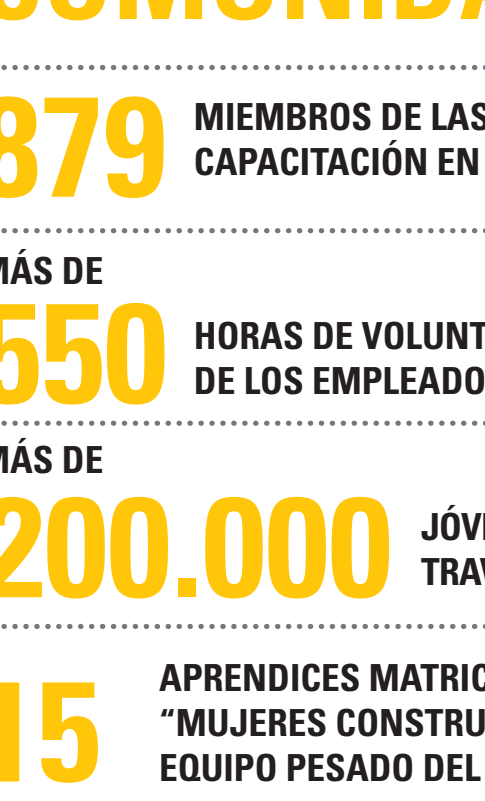 879
MIEMBROS DE LAS
CAPACITACIÓN EN
MÁS DE
550
HORAS DE VOLUNT
DE LOS EMPLEADO
MÁS DE
200.000
JÓV
TRAV
15
APRENDICES MATRIC
“MUJERES CONSTRU
EQUIPO PESADO DEL